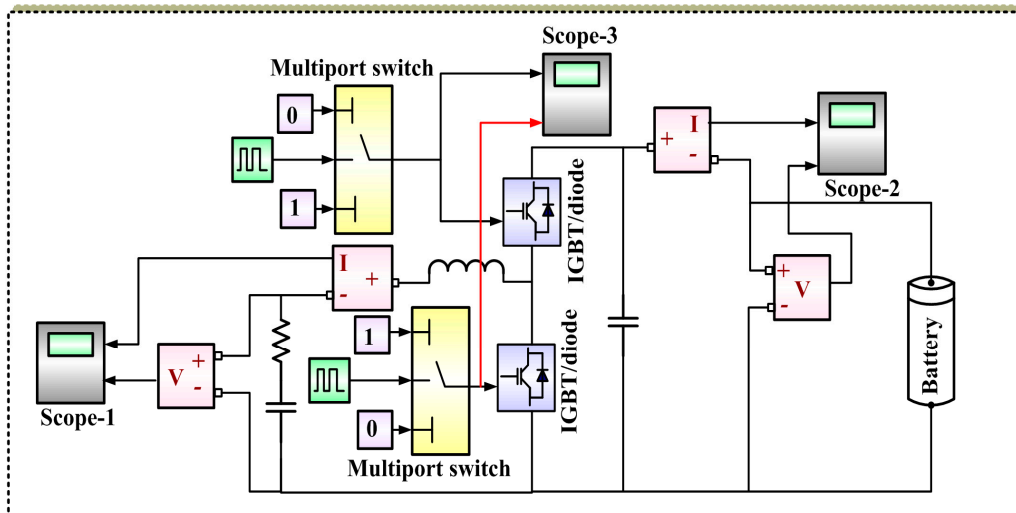 Scope-3
Multiport switch
0
1
IGBT/diode
I
+
-
I
+
-
Scope-2
+
-
V
Battery
1
0
IGBT/diode
Multiport switch
V
+
-
Scope-1